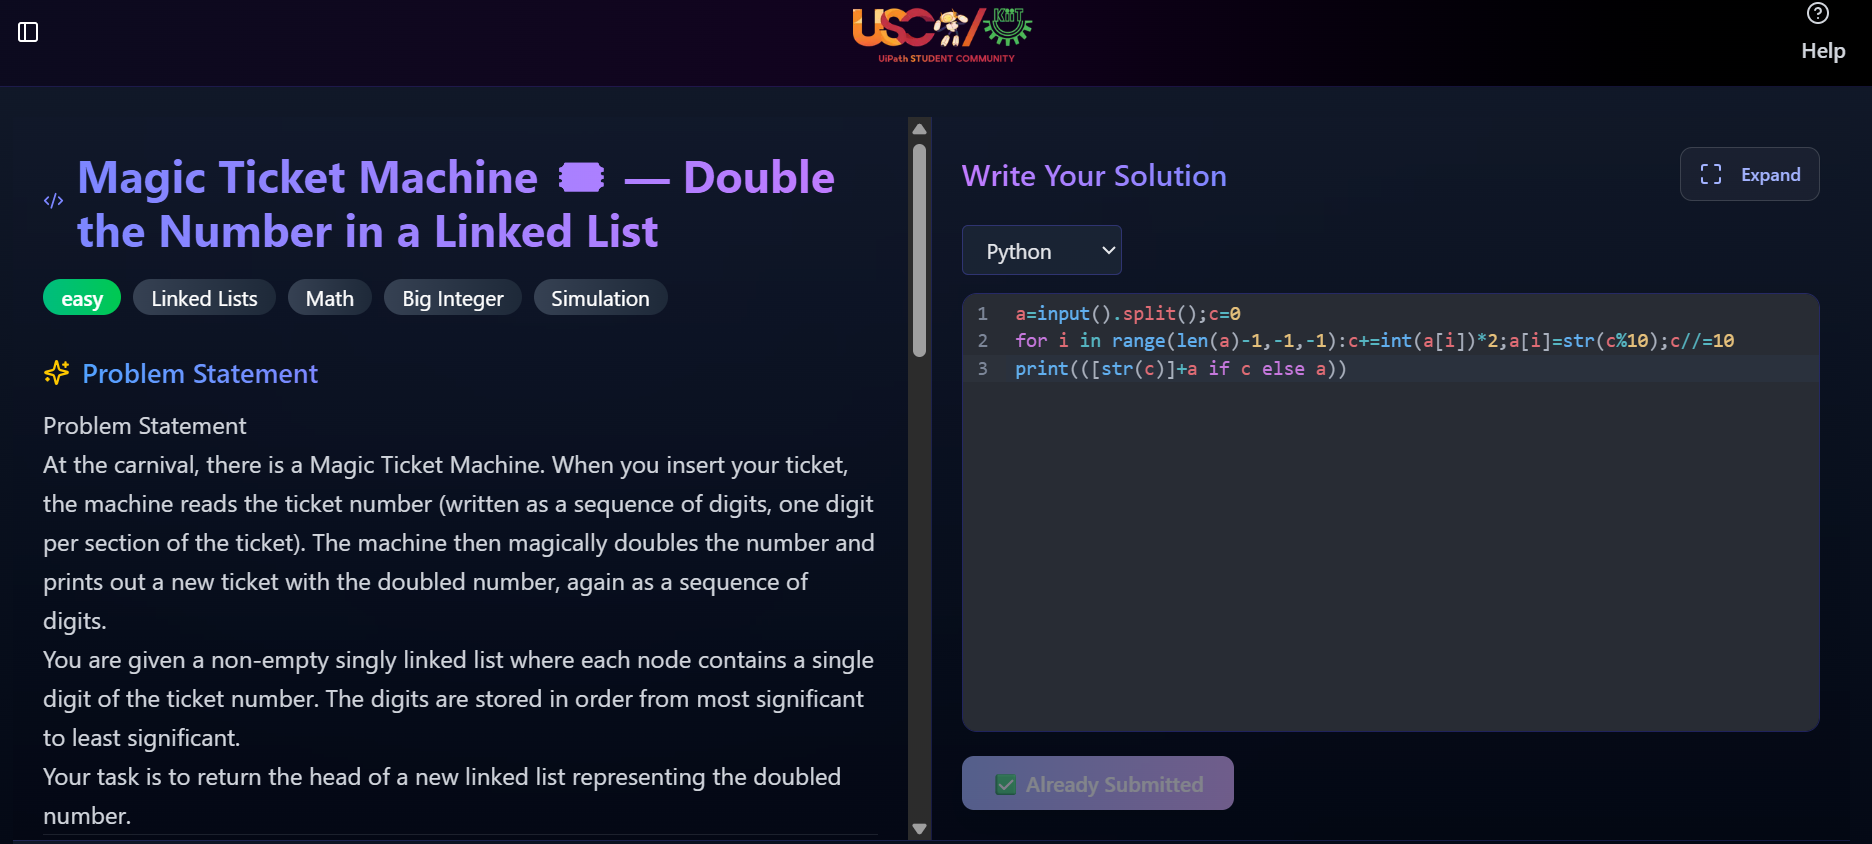 USC/KiiT
UiPath STUDENT COMMUNITY
Help
</> Magic Ticket Machine — Double
the Number in a Linked List
easy Linked Lists Math Big Integer Simulation
Problem Statement
Problem Statement
At the carnival, there is a Magic Ticket Machine. When you insert your ticket,
the machine reads the ticket number (written as a sequence of digits, one digit
per section of the ticket). The machine then magically doubles the number and
prints out a new ticket with the doubled number, again as a sequence of
digits.
You are given a non-empty singly linked list where each node contains a single
digit of the ticket number. The digits are stored in order from most significant
to least significant.
Your task is to return the head of a new linked list representing the doubled
number.
Write Your Solution
Expand
Python
1 a=input().split();c=0
2 for i in range(len(a)-1,-1,-1):c+=int(a[i])*2;a[i]=str(c%10);c//=10
3 print(([str(c)]+a if c else a))
✅ Already Submitted